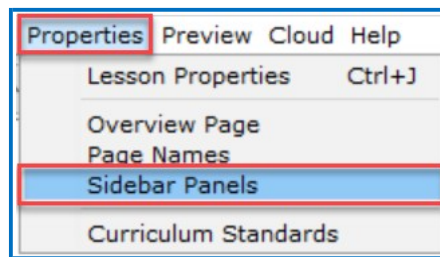 Properties Preview Cloud Help
Lesson Properties Ctrl+J
Overview Page
Page Names
Sidebar Panels
Curriculum Standards